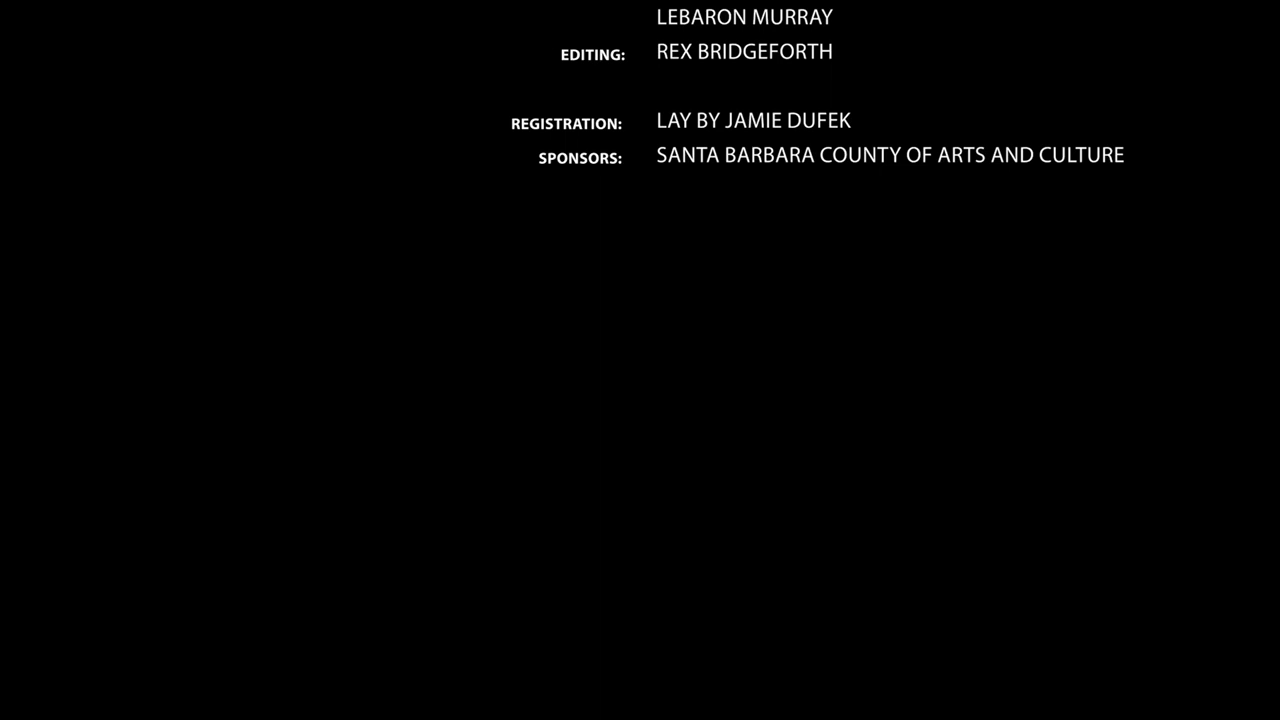 LEBARON MURRAY
EDITING: REX BRIDGEFORTH
REGISTRATION: LAY BY JAMIE DUFEK
SPONSORS: SANTA BARBARA COUNTY OF ARTS AND CULTURE